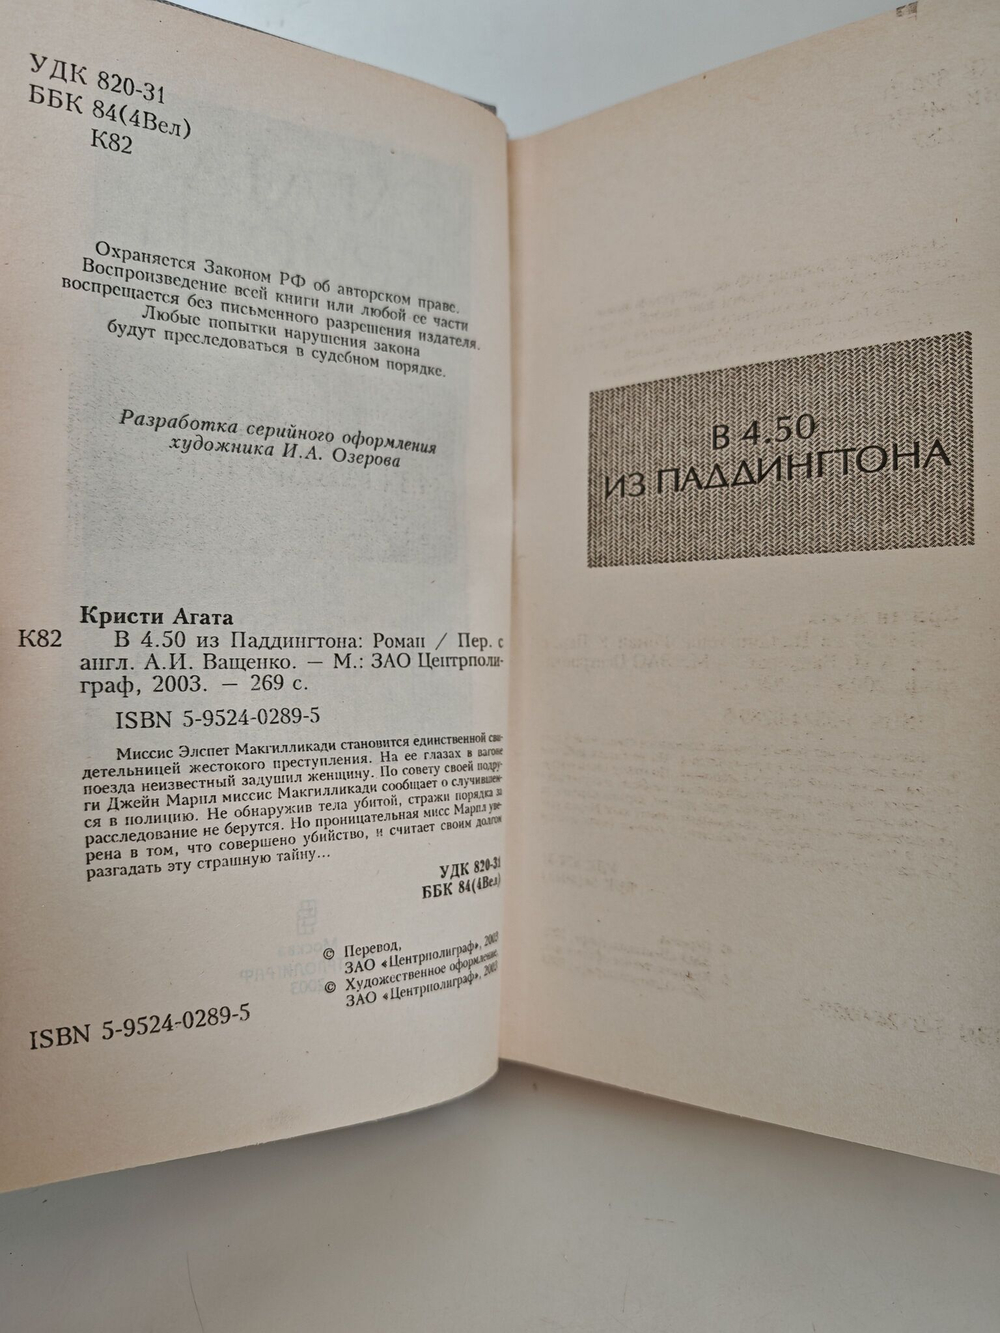 УДК 820-31
ББК 84(4Вел)
К82
Охраняется Законом РФ об авторском праве.
Воспроизведение всей книги или любой ее части
воспрещается без письменного разрешения издателя.
Любые попытки нарушения закона
будут преследоваться в судебном порядке.
Разработка серийного оформления
художника И.А. Озерова
Кристи Агата
К82 В 4.50 из Паддингтона: Роман / Пер. с
англ. А.И. Ващенко. — М.: ЗАО Центрполи-
граф, 2003. — 269 с.
ISBN 5-9524-0289-5
Миссис Элспет Макгилликади становится единственной сви-
детельницей жестокого преступления. На ее глазах в вагоне
поезда неизвестный задушил женщину. По совету своей подру-
ги Джейн Марпл миссис Макгилликади сообщает о случившем-
ся в полицию. Не обнаружив тела убитой, стражи порядка за
расследование не берутся. Но проницательная мисс Марпл уве-
рена в том, что совершено убийство, и считает своим долгом
разгадать эту страшную тайну...
УДК 820-31
ББК 84(4Вел)
© Перевод,
ЗАО «Центрполиграф», 2003
© Художественное оформление,
ЗАО «Центрполиграф», 2003
ISBN 5-9524-0289-5
В 4.50
ИЗ ПАДДИНГТОНА